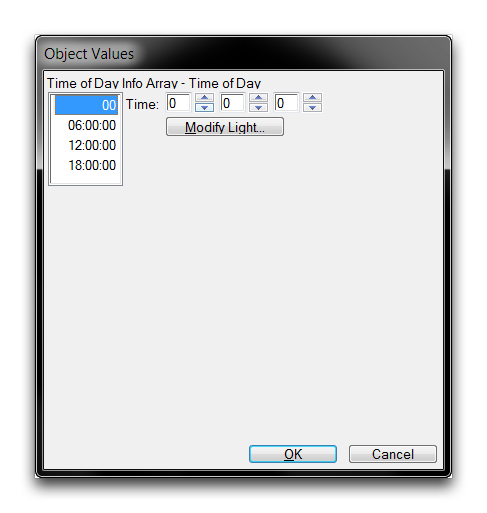 Object Values
Time of Day Info Array - Time of Day
00 Time: 0 0 0
06:00:00 Modify Light...
12:00:00
18:00:00
OK Cancel